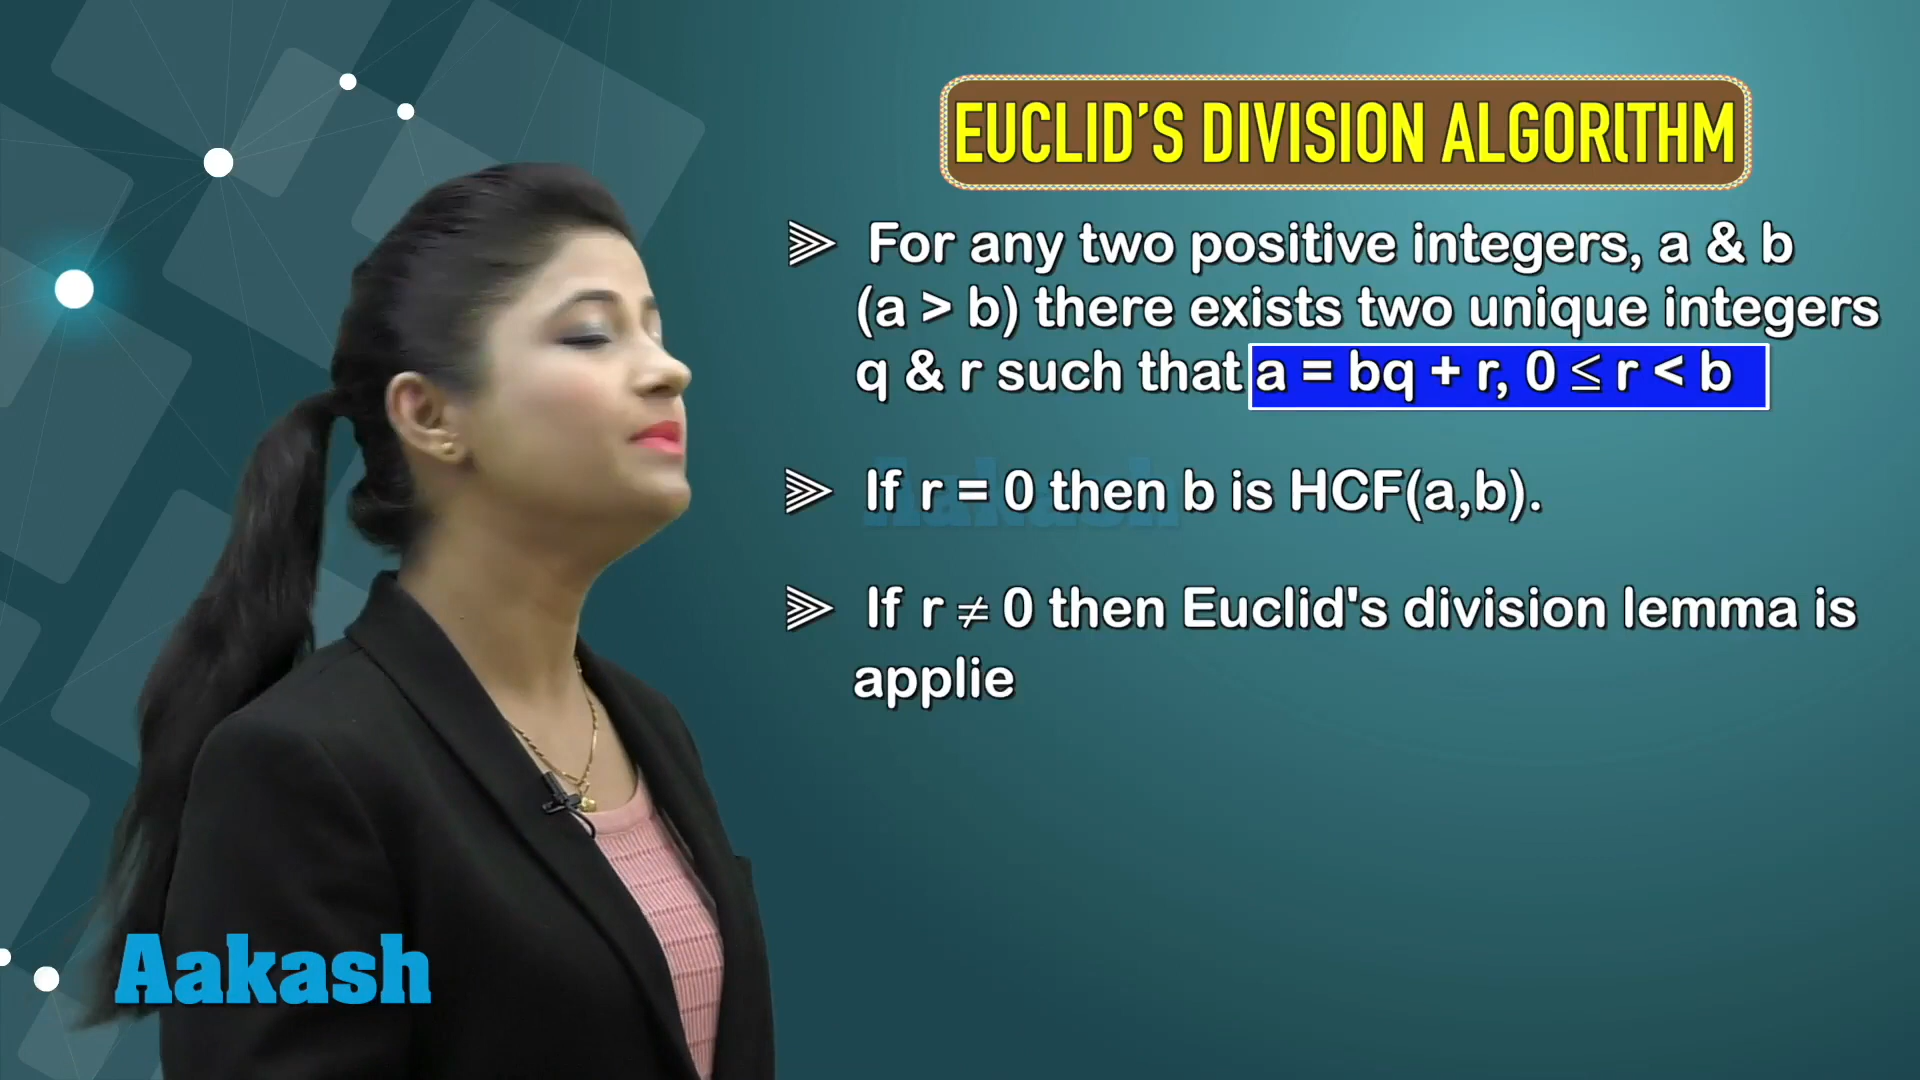 EUCLID'S DIVISION ALGORITHM
For any two positive integers, a & b
(a > b) there exists two unique integers
q & r such that a = bq + r, 0 ≤ r < b
If r = 0 then b is HCF(a,b).
Aakash
If r ≠ 0 then Euclid's division lemma is
applie
Aakash